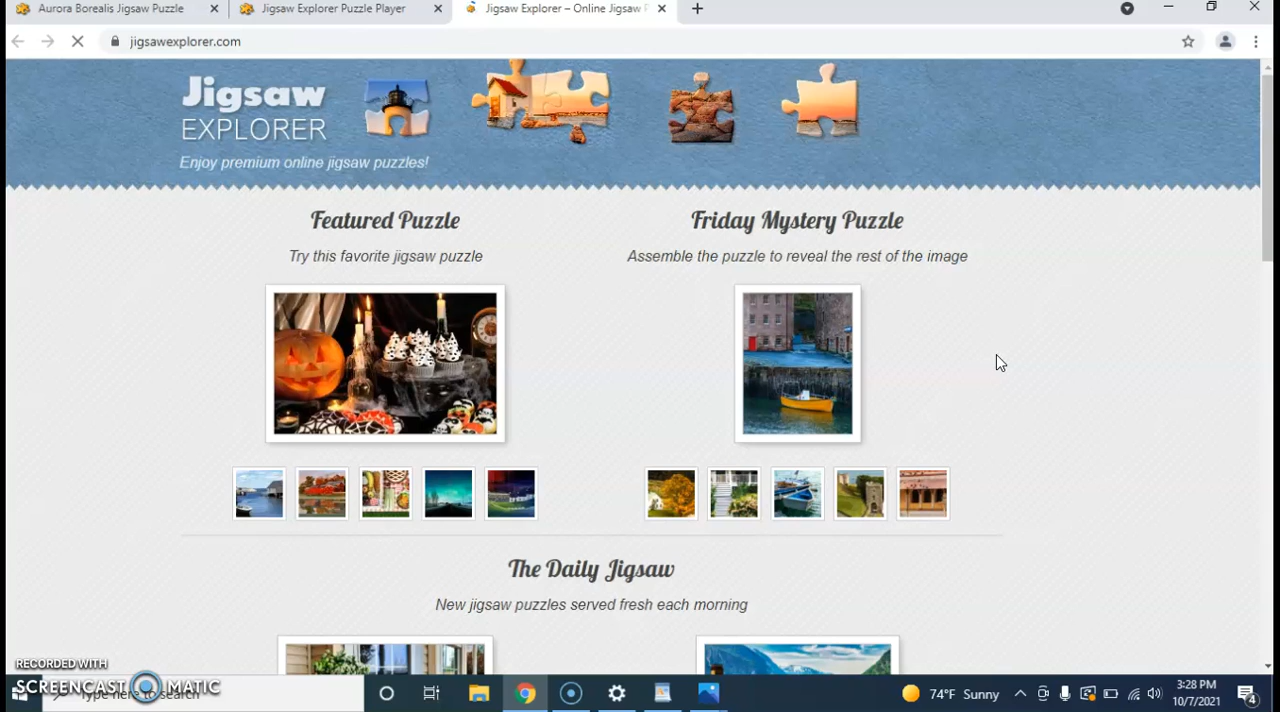 Aurora Borealis Jigsaw Puzzle
Jigsaw Explorer Puzzle Player
Jigsaw Explorer – Online Jigsaw P
jigsawexplorer.com
Jigsaw
EXPLORER
Enjoy premium online jigsaw puzzles!
Featured Puzzle
Friday Mystery Puzzle
Try this favorite jigsaw puzzle
Assemble the puzzle to reveal the rest of the image
The Daily Jigsaw
New jigsaw puzzles served fresh each morning
RECORDED WITH
SCREENCAST MATIC
Type here to search
74°F Sunny
3:28 PM
10/7/2021
4